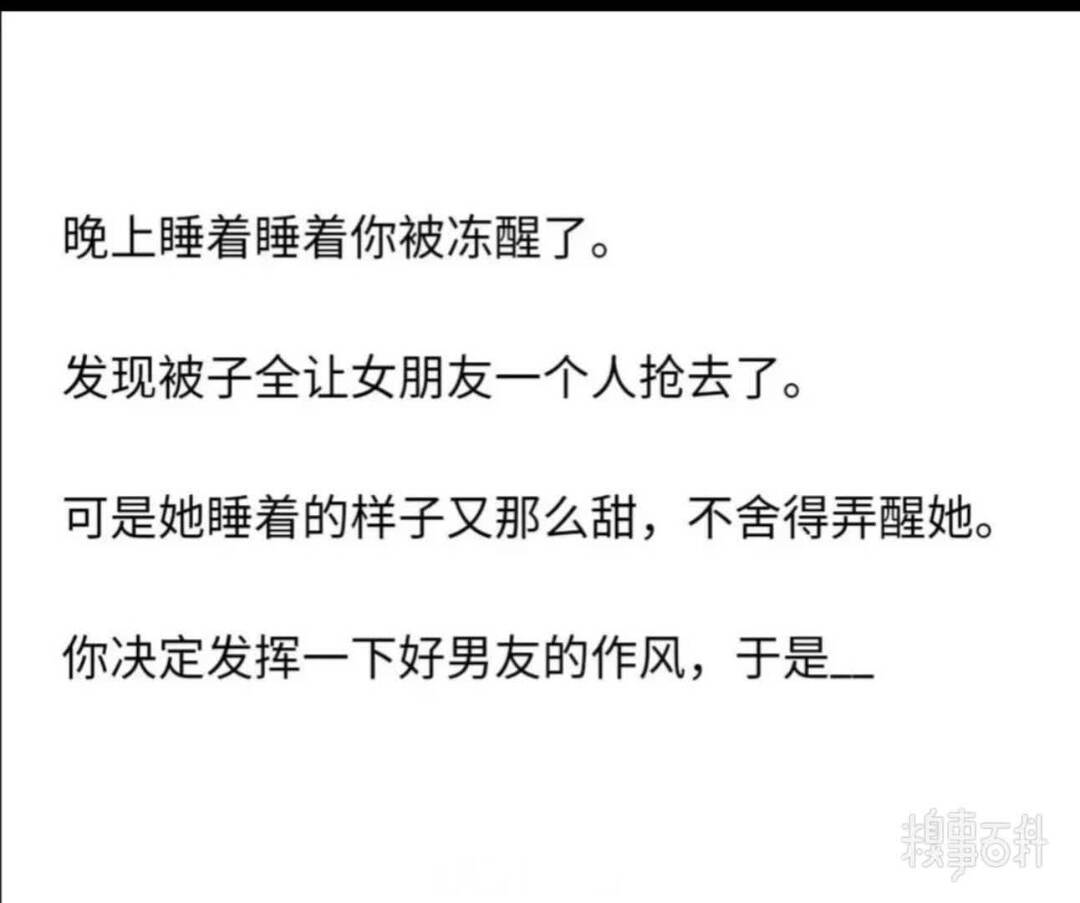 晚上睡着睡着你被冻醒了。
发现被子全让女朋友一个人抢去了。
可是她睡着的样子又那么甜，不舍得弄醒她。
你决定发挥一下好男友的作风，于是__
糗事百科